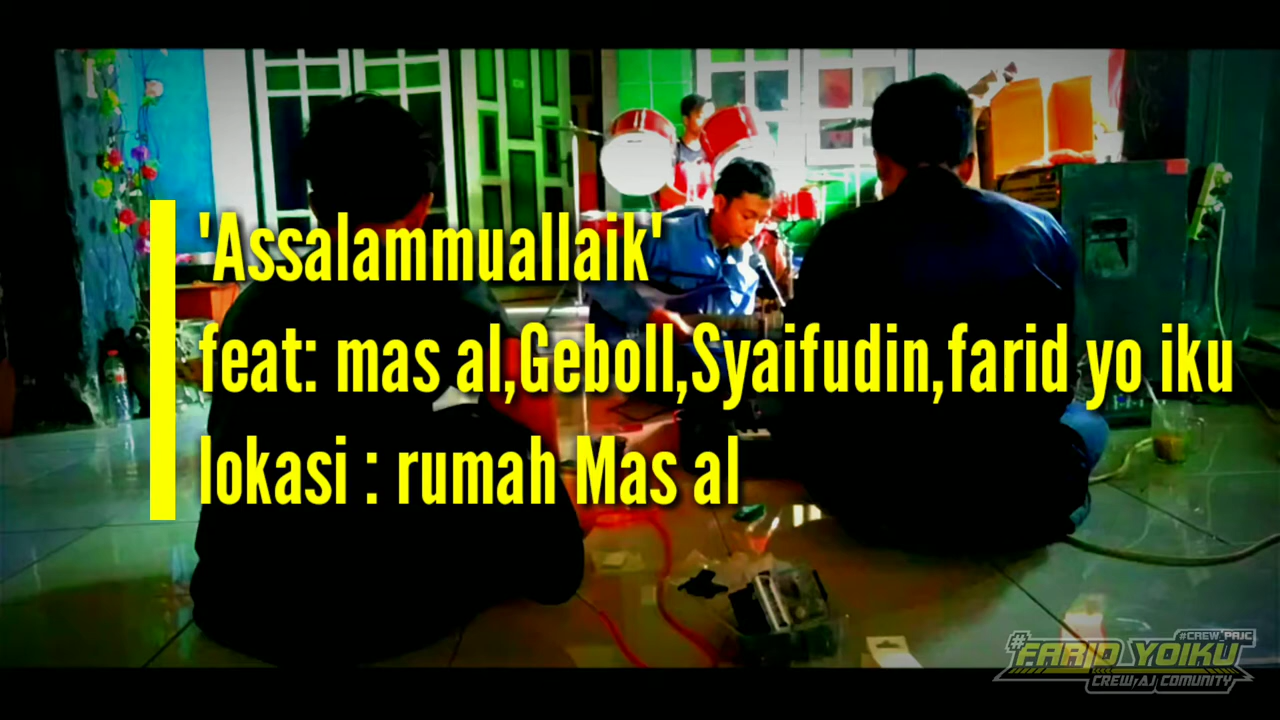 'Assalammuallaik'
feat: mas al,Geboll,Syaifudin,farid yo iku
lokasi : rumah Mas al
#CREW_PAJC
#FARID YOIKU
CREW AJ COMUNITY